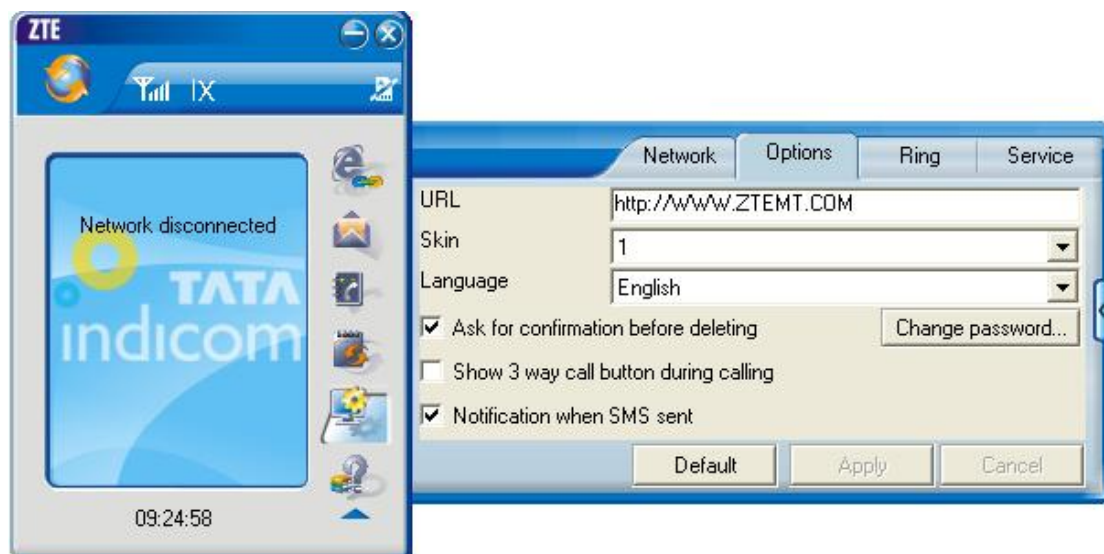 ZTE
IX
Network disconnected
TATA
indicom
09:24:58
Network Options Ring Service
URL http://WWW.ZTEMT.COM
Skin 1
Language English
Ask for confirmation before deleting Change password...
Show 3 way call button during calling
Notification when SMS sent
Default Apply Cancel